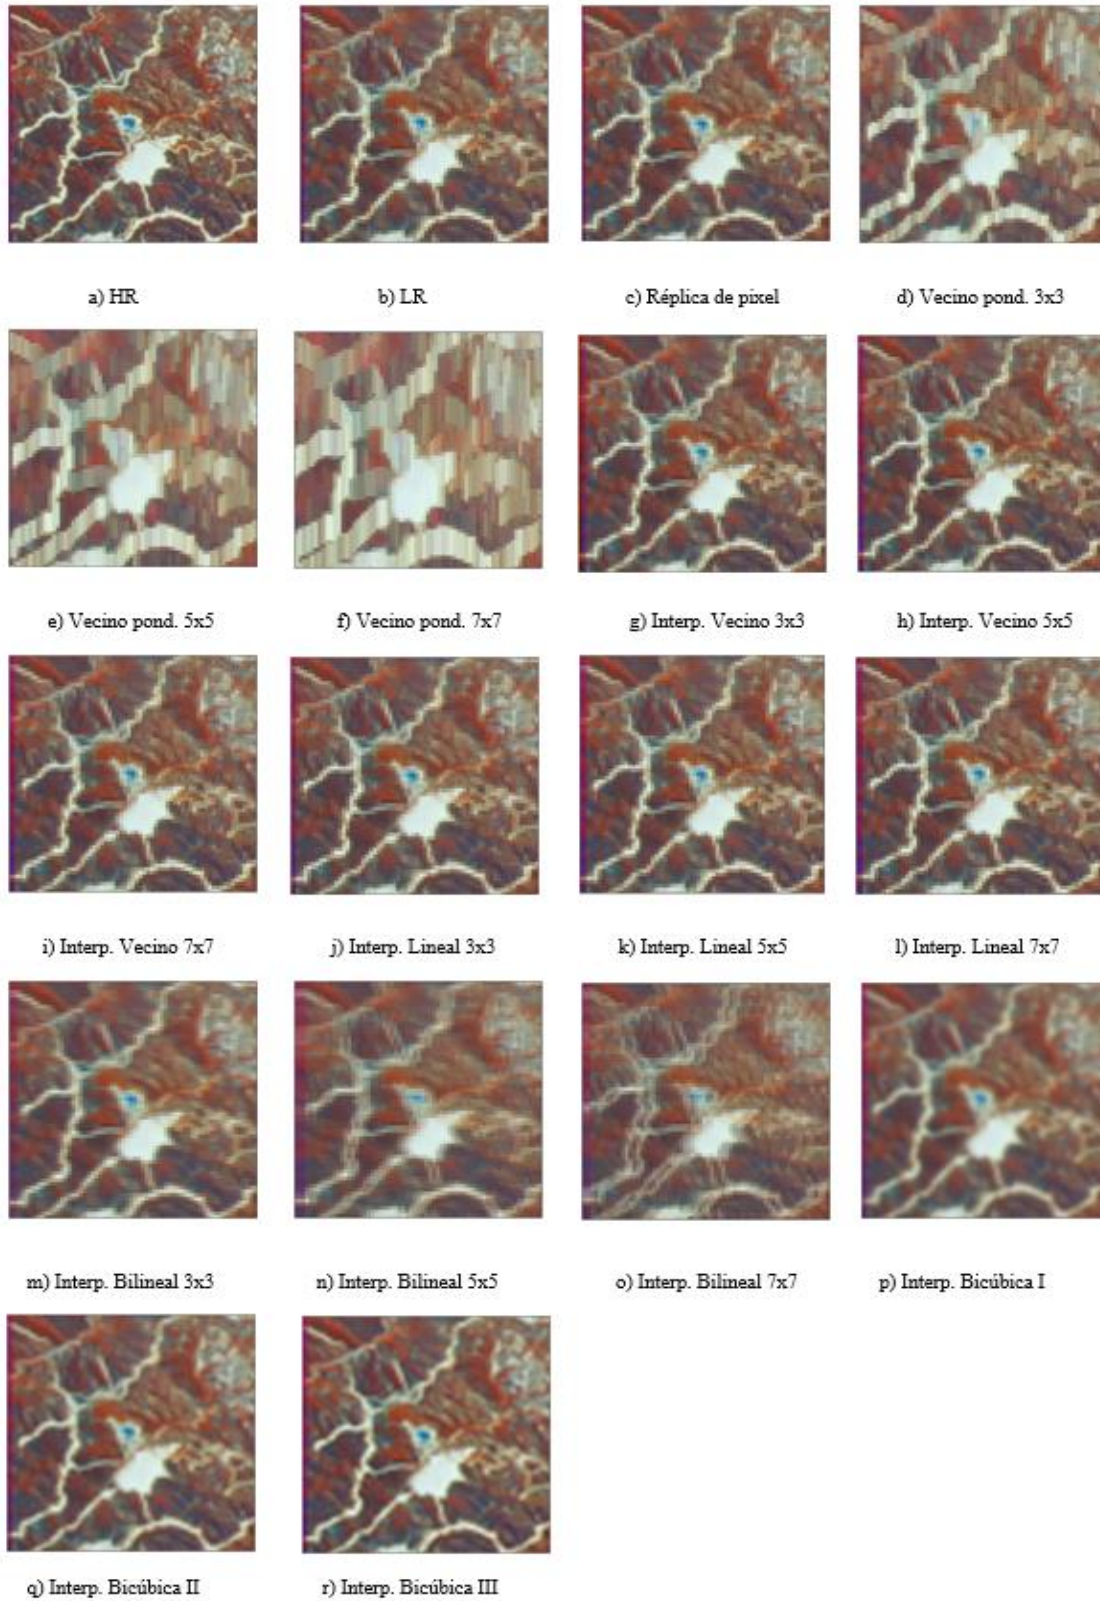 a) HR
b) LR
c) Réplica de pixel
d) Vecino pond. 3x3
e) Vecino pond. 5x5
f) Vecino pond. 7x7
g) Interp. Vecino 3x3
h) Interp. Vecino 5x5
i) Interp. Vecino 7x7
j) Interp. Lineal 3x3
k) Interp. Lineal 5x5
l) Interp. Lineal 7x7
m) Interp. Bilineal 3x3
n) Interp. Bilineal 5x5
o) Interp. Bilineal 7x7
p) Interp. Bicúbica I
q) Interp. Bicúbica II
r) Interp. Bicúbica III